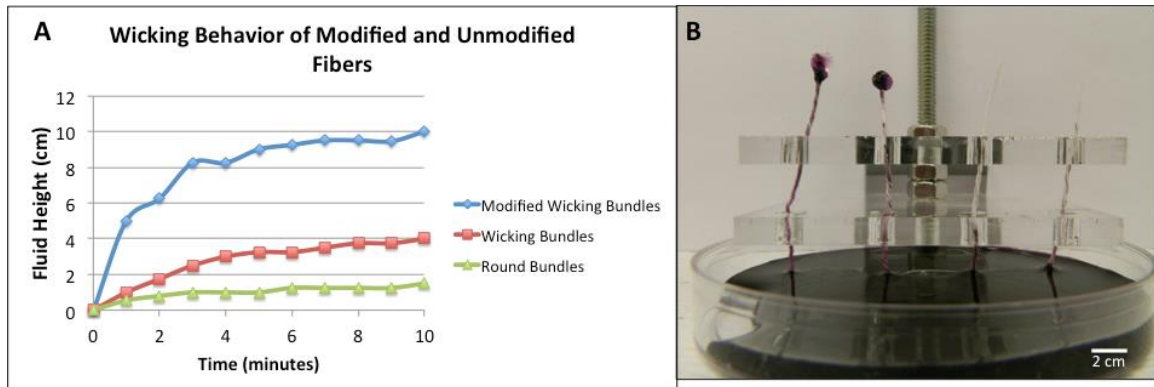 A
Wicking Behavior of Modified and Unmodified
Fibers
Fluid Height (cm)
12
10
8
6
4
2
0
0 2 4 6 8 10
Time (minutes)
Modified Wicking Bundles
Wicking Bundles
Round Bundles
B
2 cm